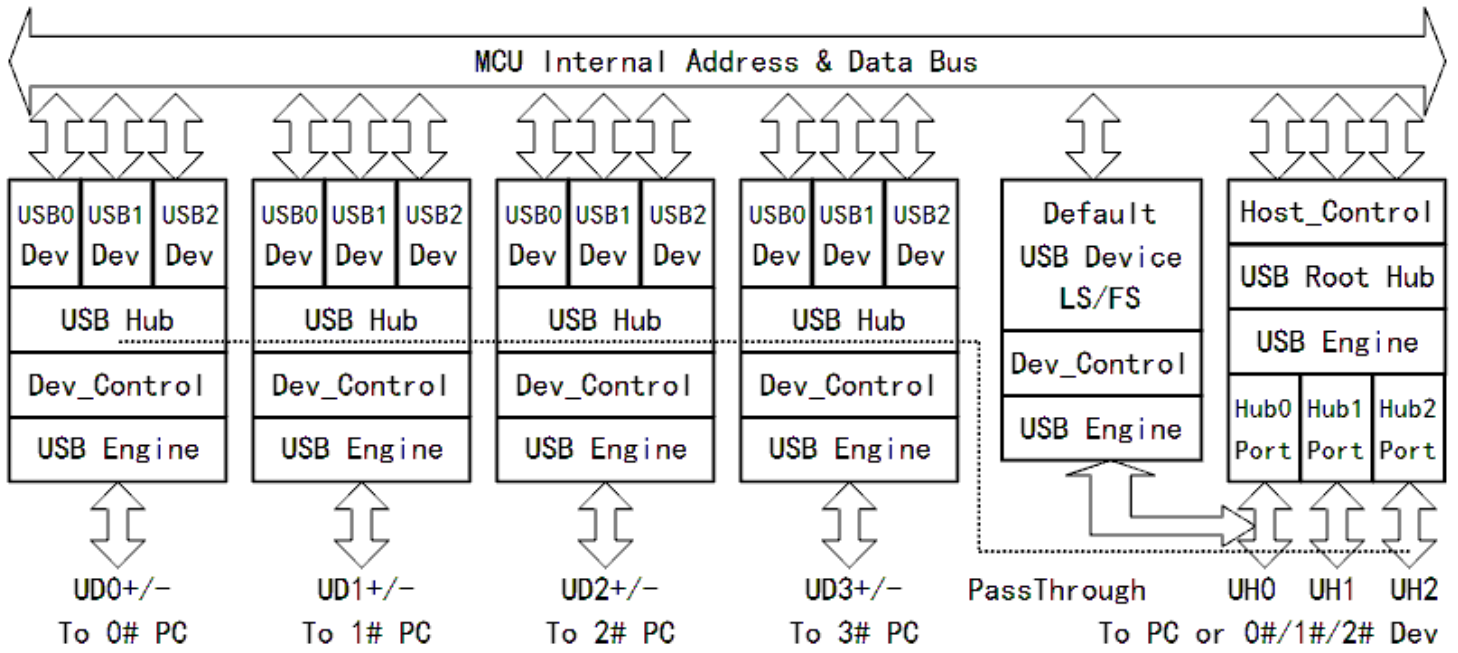 MCU Internal Address & Data Bus
USB0 USB1 USB2
Dev Dev Dev
USB Hub
Dev_Control
USB Engine
UD0+/-
To 0# PC
USB0 USB1 USB2
Dev Dev Dev
USB Hub
Dev_Control
USB Engine
UD1+/-
To 1# PC
USB0 USB1 USB2
Dev Dev Dev
USB Hub
Dev_Control
USB Engine
UD2+/-
To 2# PC
USB0 USB1 USB2
Dev Dev Dev
USB Hub
Dev_Control
USB Engine
UD3+/-
To 3# PC
Default
USB Device
LS/FS
Dev_Control
USB Engine
PassThrough
Host_Control
USB Root Hub
USB Engine
Hub0 Hub1 Hub2
Port Port Port
UH0 UH1 UH2
To PC or 0#/1#/2# Dev